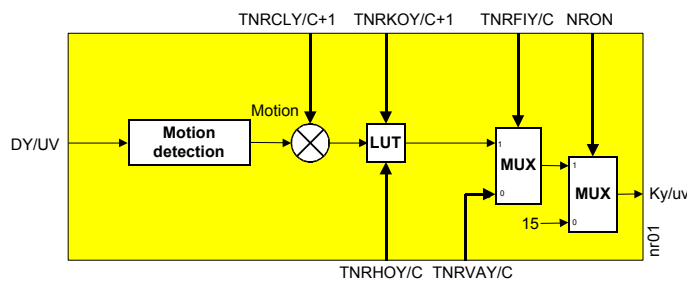 TNRCLY/C+1
TNRKOY/C+1
TNRFIY/C
NRON
Motion
DY/UV
Motion
detection
LUT
1
MUX
0
1
MUX
0
15
Ky/uv
nr01
TNRHOY/C
TNRVAY/C